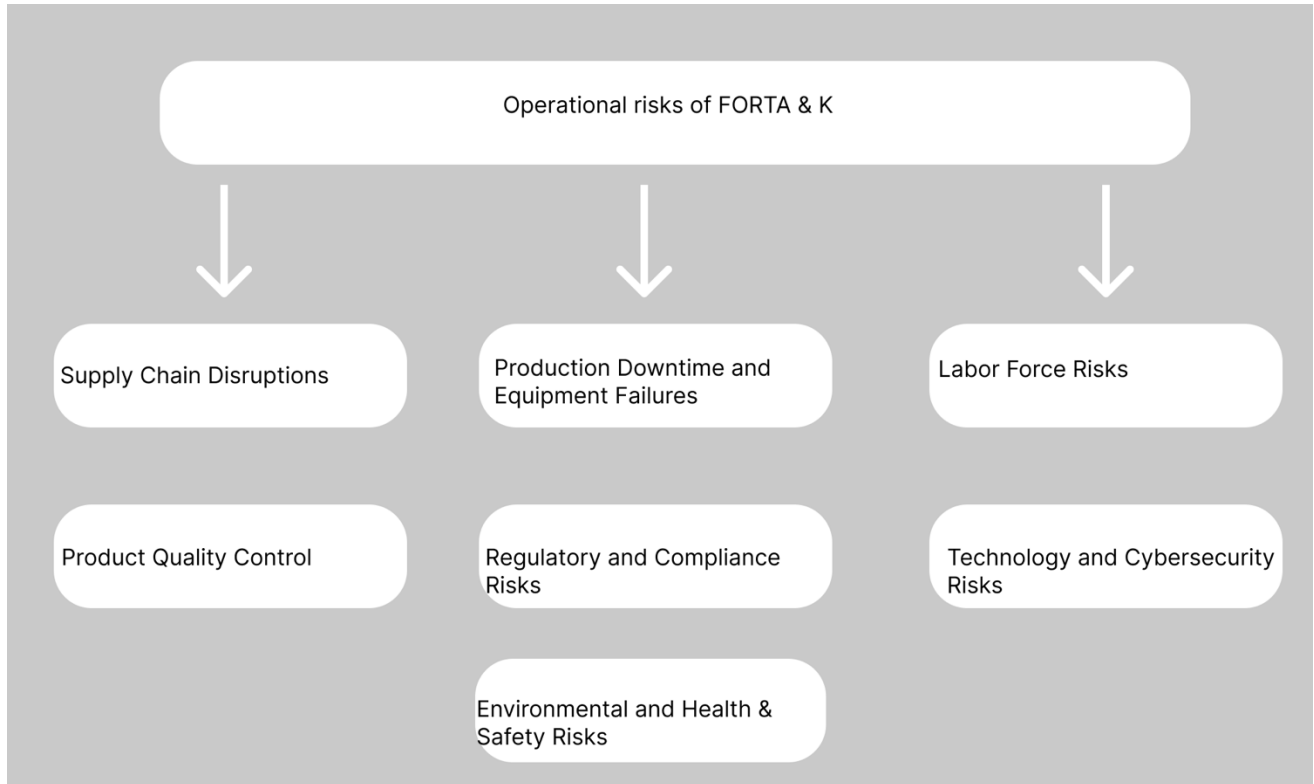 Operational risks of FORTA & K
Supply Chain Disruptions
Production Downtime and
Equipment Failures
Labor Force Risks
Product Quality Control
Regulatory and Compliance
Risks
Technology and Cybersecurity
Risks
Environmental and Health &
Safety Risks